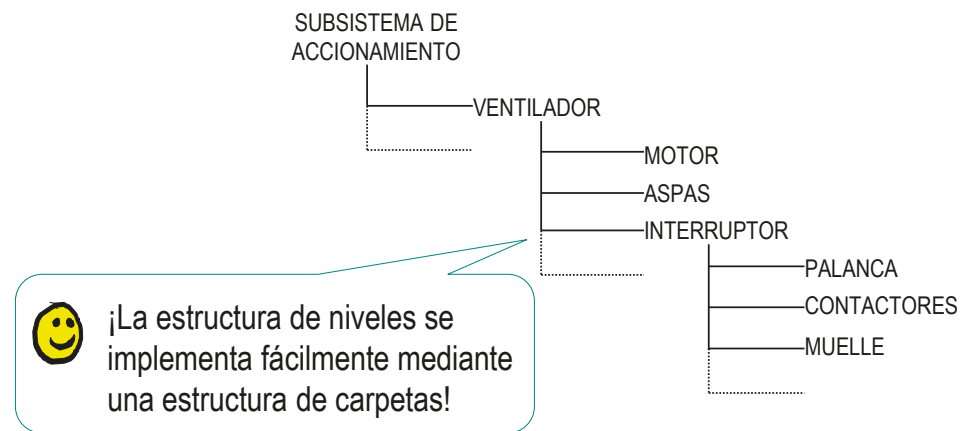 SUBSISTEMA DE
ACCIONAMIENTO
VENTILADOR
MOTOR
ASPAS
INTERRUPTOR
PALANCA
CONTACTORES
MUELLE
¡La estructura de niveles se
implementa fácilmente mediante
una estructura de carpetas!